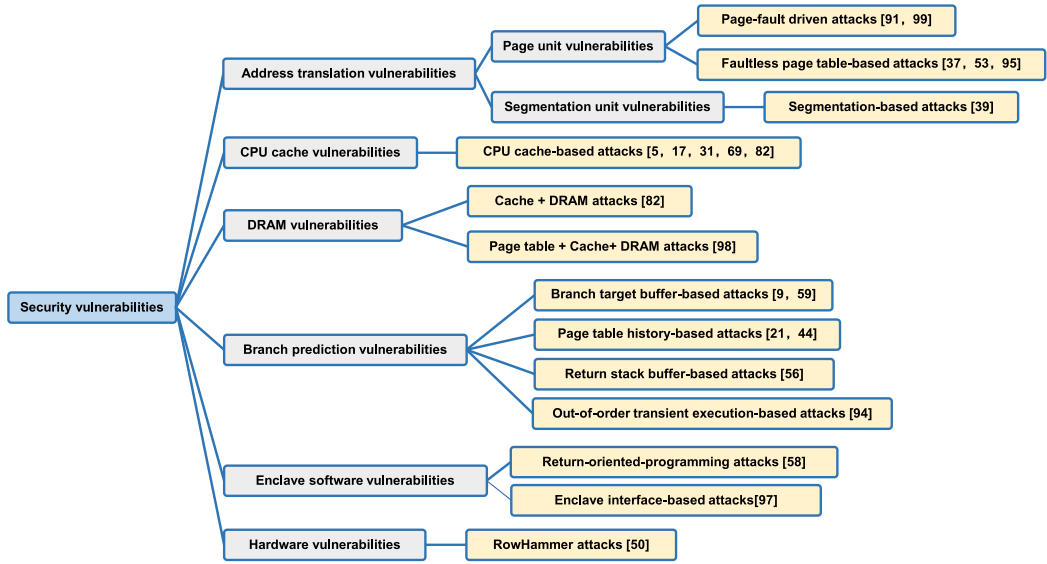 Security vulnerabilities
Address translation vulnerabilities
Page unit vulnerabilities
Page-fault driven attacks [91, 99]
Faultless page table-based attacks [37, 53, 95]
Segmentation unit vulnerabilities
Segmentation-based attacks [39]
CPU cache vulnerabilities
CPU cache-based attacks [5, 17, 31, 69, 82]
DRAM vulnerabilities
Cache + DRAM attacks [82]
Page table + Cache+ DRAM attacks [98]
Branch prediction vulnerabilities
Branch target buffer-based attacks [9, 59]
Page table history-based attacks [21, 44]
Return stack buffer-based attacks [56]
Out-of-order transient execution-based attacks [94]
Enclave software vulnerabilities
Return-oriented-programming attacks [58]
Enclave interface-based attacks[97]
Hardware vulnerabilities
RowHammer attacks [50]